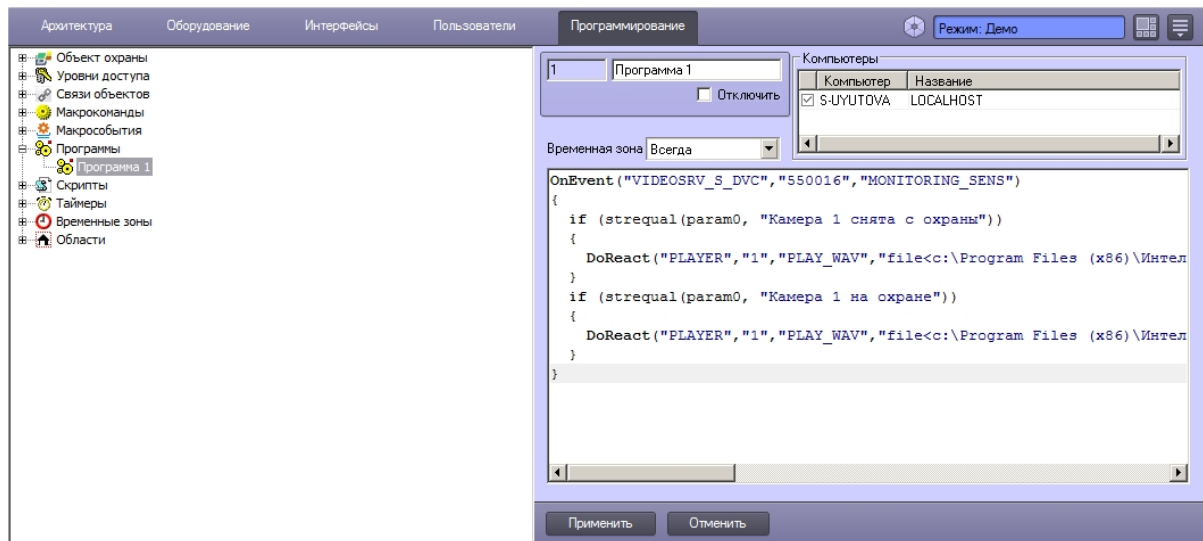 Архитектура Оборудование Интерфейсы Пользователи Программирование Режим: Демо
Объект охраны
Уровни доступа
Связи объектов
Макрокоманды
Макрособытия
Программы
Программа 1
Скрипты
Таймеры
Временные зоны
Области
1 Программа 1
Отключить
Компьютеры
Компьютер Название
S-UYUTOVA LOCALHOST
Временная зона Всегда
OnEvent("VIDEOSRV_S_DVC","550016","MONITORING_SENS")
{
if (strequal(param0, "Камера 1 снята с охраны"))
{
DoReact("PLAYER","1","PLAY_WAV","file<c:\Program Files (x86)\Интел
}
if (strequal(param0, "Камера 1 на охране"))
{
DoReact("PLAYER","1","PLAY_WAV","file<c:\Program Files (x86)\Интел
}
}
Применить Отменить